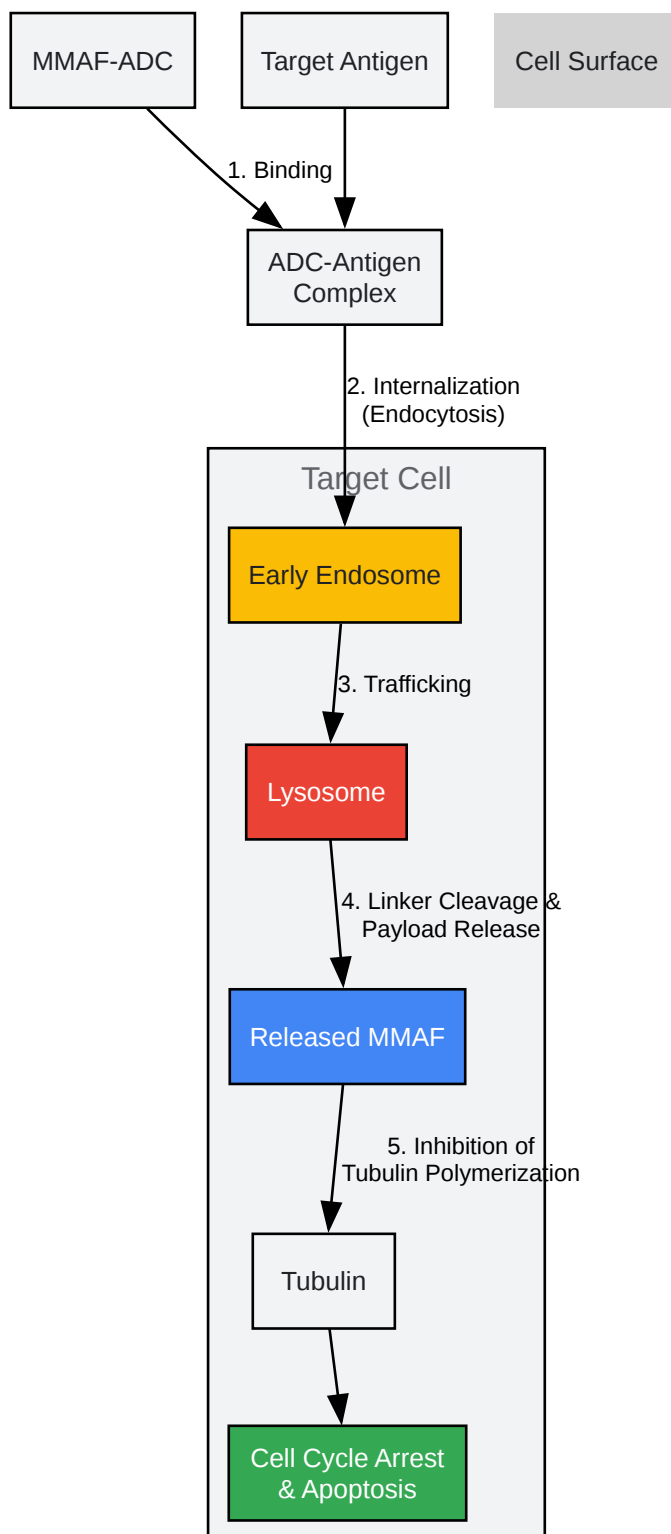 MMAF-ADC
Target Antigen
Cell Surface
1. Binding
ADC-Antigen
Complex
2. Internalization
(Endocytosis)
Target Cell
Early Endosome
3. Trafficking
Lysosome
4. Linker Cleavage &
Payload Release
Released MMAF
5. Inhibition of
Tubulin Polymerization
Tubulin
Cell Cycle Arrest
& Apoptosis